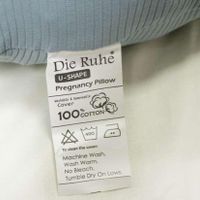 Die Ruhe
U-SHAPE
Pregnancy Pillow
Cover
100% COTTON
To clean the cover:
Machine Wash.
Wash Warm.
No Bleach.
Tumble Dry On Low.